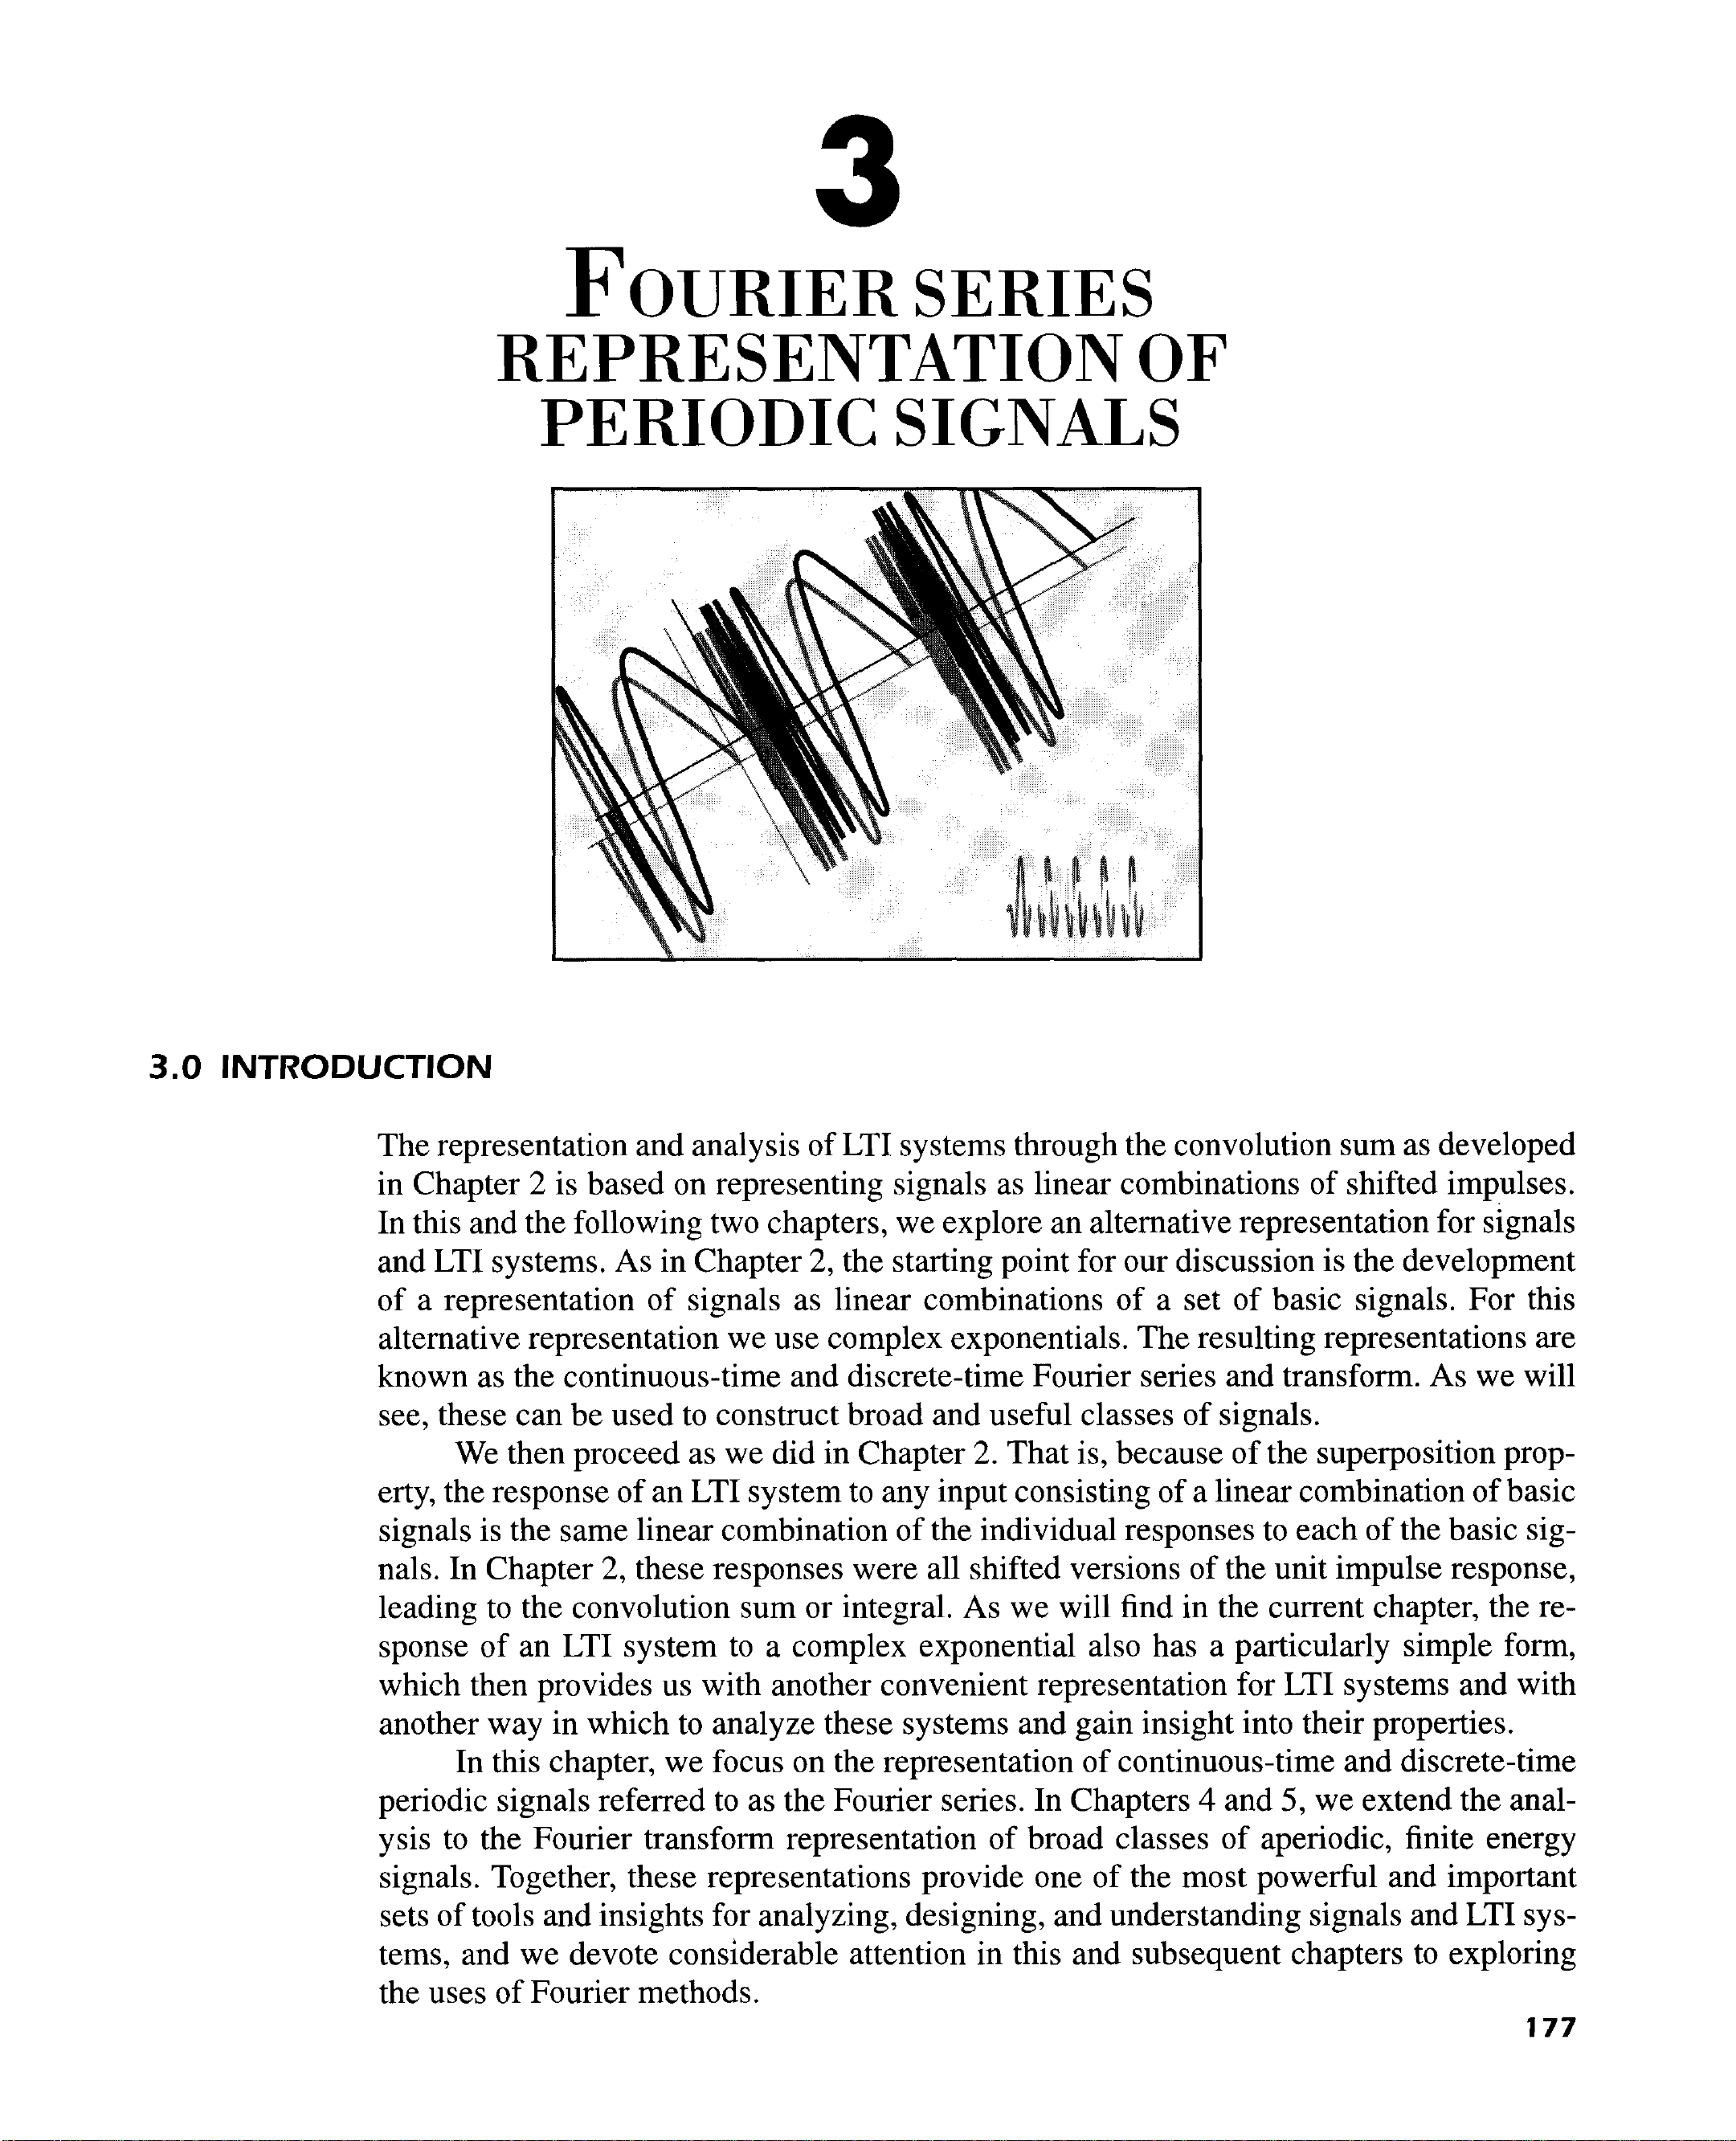 3
FOURIER SERIES
REPRESENTATION OF
PERIODIC SIGNALS
3.0 INTRODUCTION
The representation and analysis of LTI systems through the convolution sum as developed
in Chapter 2 is based on representing signals as linear combinations of shifted impulses.
In this and the following two chapters, we explore an alternative representation for signals
and LTI systems. As in Chapter 2, the starting point for our discussion is the development
of a representation of signals as linear combinations of a set of basic signals. For this
alternative representation we use complex exponentials. The resulting representations are
known as the continuous-time and discrete-time Fourier series and transform. As we will
see, these can be used to construct broad and useful classes of signals.
We then proceed as we did in Chapter 2. That is, because of the superposition prop-
erty, the response of an LTI system to any input consisting of a linear combination of basic
signals is the same linear combination of the individual responses to each of the basic sig-
nals. In Chapter 2, these responses were all shifted versions of the unit impulse response,
leading to the convolution sum or integral. As we will find in the current chapter, the re-
sponse of an LTI system to a complex exponential also has a particularly simple form,
which then provides us with another convenient representation for LTI systems and with
another way in which to analyze these systems and gain insight into their properties.
In this chapter, we focus on the representation of continuous-time and discrete-time
periodic signals referred to as the Fourier series. In Chapters 4 and 5, we extend the anal-
ysis to the Fourier transform representation of broad classes of aperiodic, finite energy
signals. Together, these representations provide one of the most powerful and important
sets of tools and insights for analyzing, designing, and understanding signals and LTI sys-
tems, and we devote considerable attention in this and subsequent chapters to exploring
the uses of Fourier methods.
177